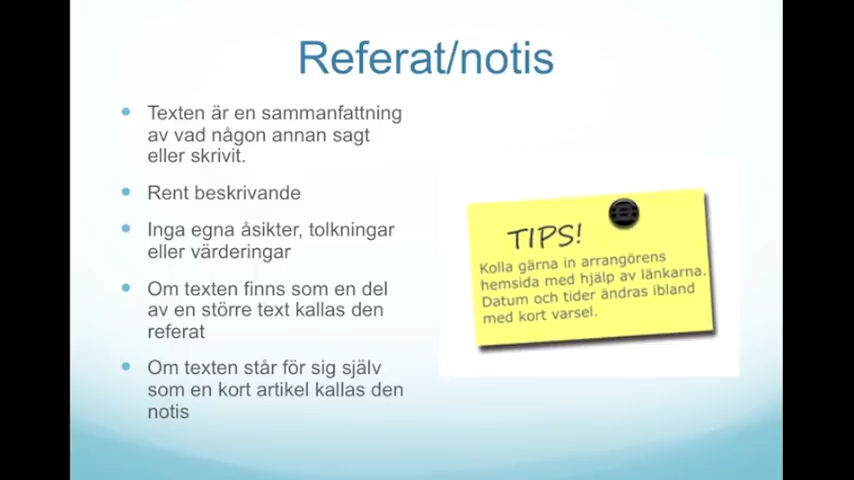 Referat/notis
Texten är en sammanfattning
av vad någon annan sagt
eller skrivit.
Rent beskrivande
Inga egna åsikter, tolkningar
eller värderingar
Om texten finns som en del
av en större text kallas den
referat
Om texten står för sig själv
som en kort artikel kallas den
notis
TIPS!
Kolla gärna in arrangörens
hemsida med hjälp av länkarna.
Datum och tider ändras ibland
med kort varsel.